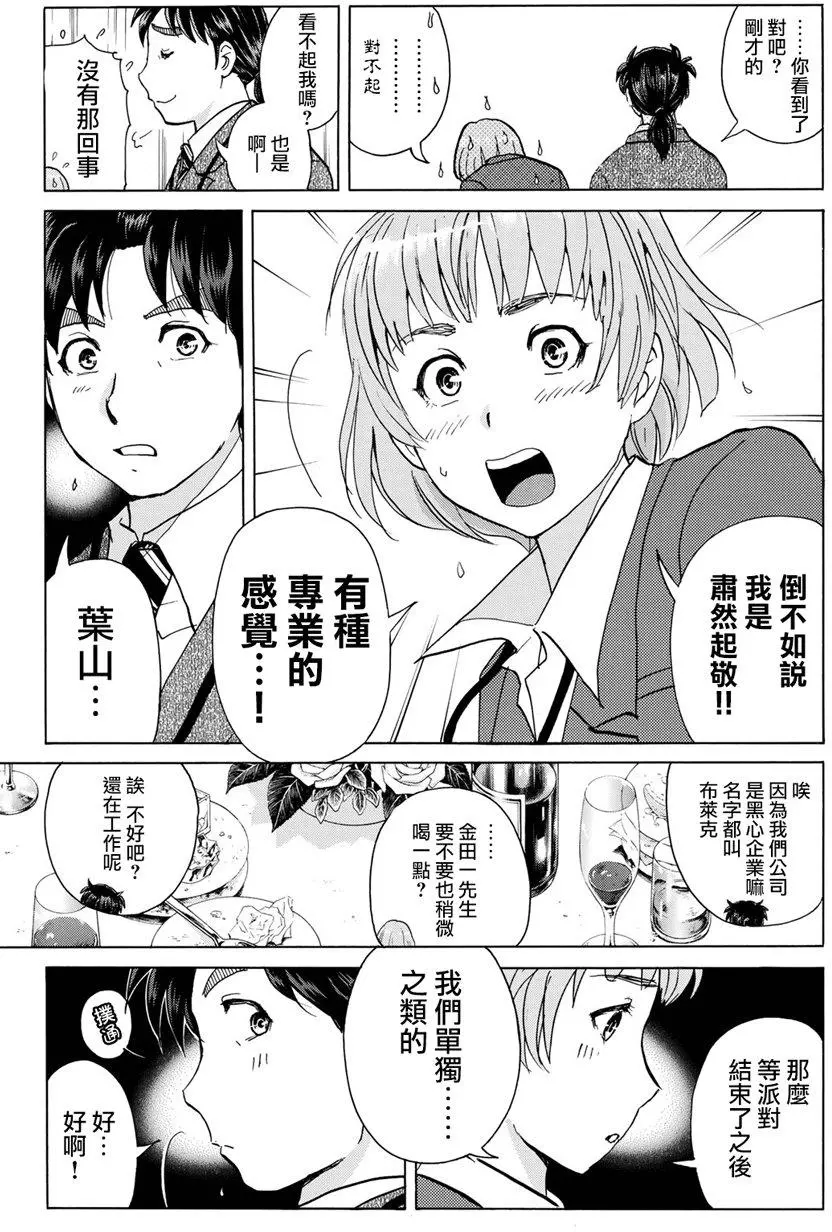 ……你看到了
對吧？
剛才的
…………
…………
對不起
看不起我嗎？
也是
啊—
沒有那回事
倒不如說
我是
肅然起敬!!
有種
專業的
感覺…！
葉山…
唉
因為我們公司
是黑心企業嘛
名字都叫
布萊克
……
金田一先生
要不要也稍微
喝一點？
誒 不好吧？
還在工作呢
那麼
等派對
結束了之後
我們單獨……
之類的
撲通
好…
好啊！